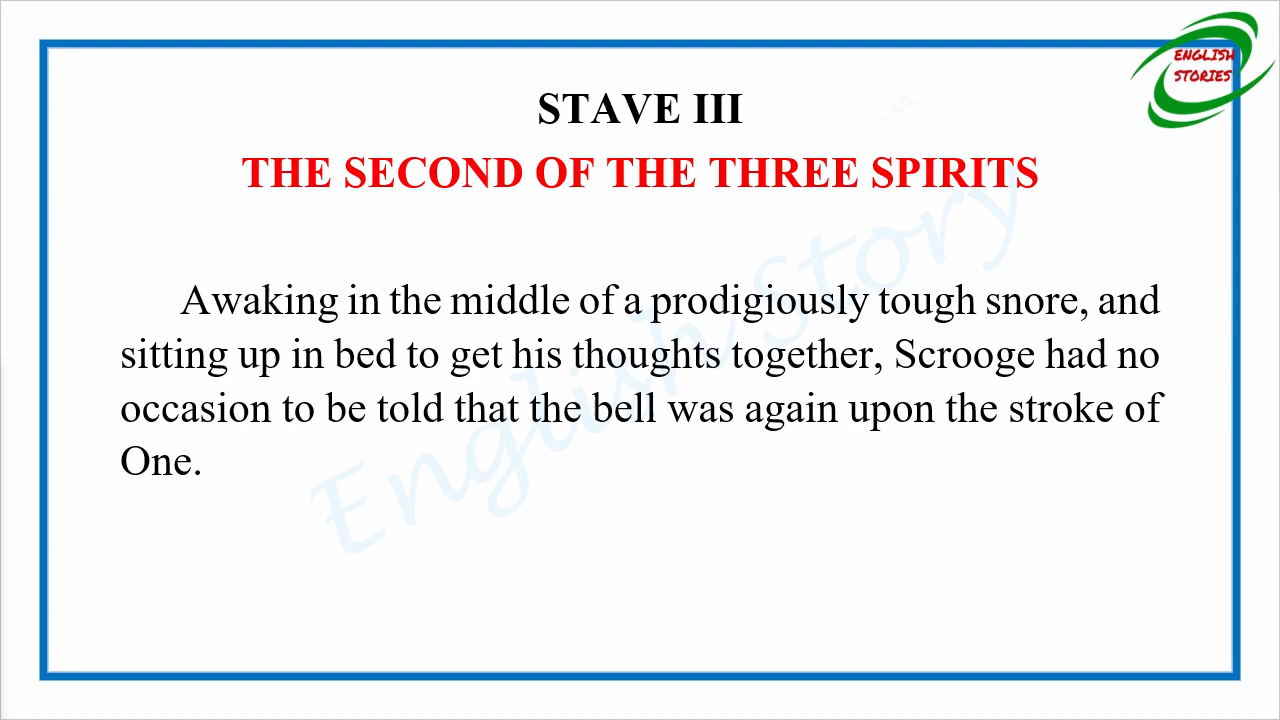 ENGLISH
STORIES
STAVE III
THE SECOND OF THE THREE SPIRITS
Awaking in the middle of a prodigiously tough snore, and
sitting up in bed to get his thoughts together, Scrooge had no
occasion to be told that the bell was again upon the stroke of
One.
English Story